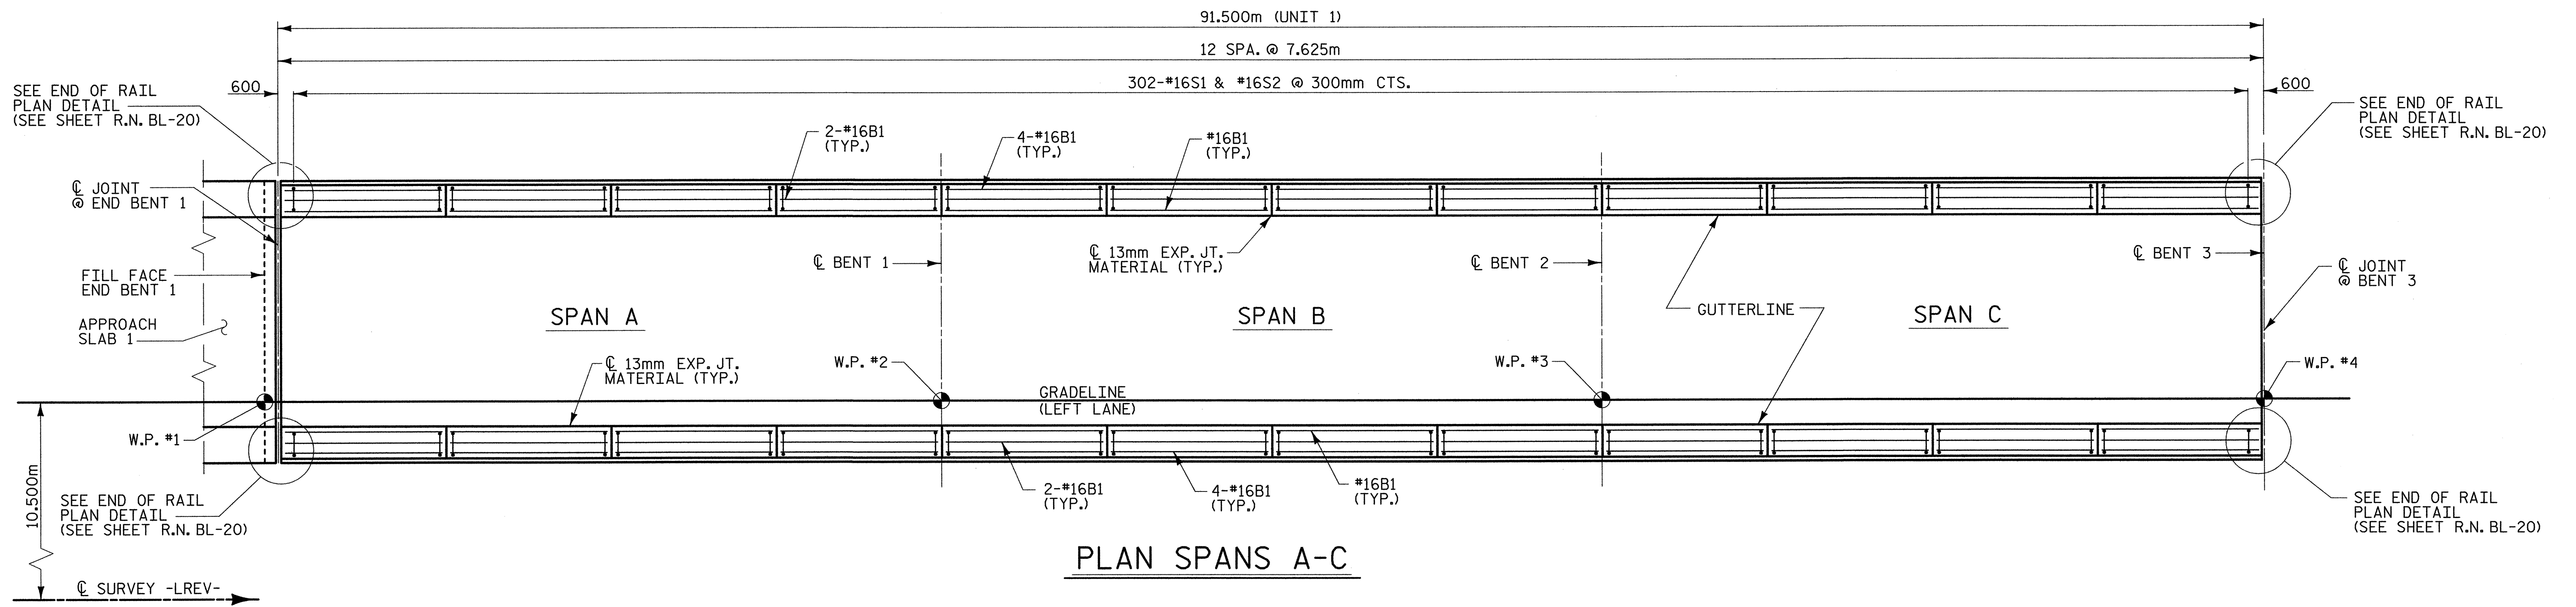 91.500m (UNIT 1)
12 SPA. @ 7.625m
302-#16S1 & #16S2 @ 300mm CTS.
600
600
SEE END OF RAIL
PLAN DETAIL
(SEE SHEET R.N. BL-20)
SEE END OF RAIL
PLAN DETAIL
(SEE SHEET R.N. BL-20)
2-#16B1
(TYP.)
4-#16B1
(TYP.)
#16B1
(TYP.)
℄ JOINT
@ END BENT 1
FILL FACE
END BENT 1
APPROACH
SLAB 1
℄ BENT 1
℄ 13mm EXP. JT.
MATERIAL (TYP.)
℄ BENT 2
℄ BENT 3
℄ JOINT
@ BENT 3
SPAN A
SPAN B
GUTTERLINE
SPAN C
℄ 13mm EXP. JT.
MATERIAL (TYP.)
W.P. #2
W.P. #3
W.P. #4
GRADELINE
(LEFT LANE)
W.P. #1
10.500m
SEE END OF RAIL
PLAN DETAIL
(SEE SHEET R.N. BL-20)
2-#16B1
(TYP.)
4-#16B1
(TYP.)
#16B1
(TYP.)
SEE END OF RAIL
PLAN DETAIL
(SEE SHEET R.N. BL-20)
PLAN SPANS A-C
℄ SURVEY -LREV-